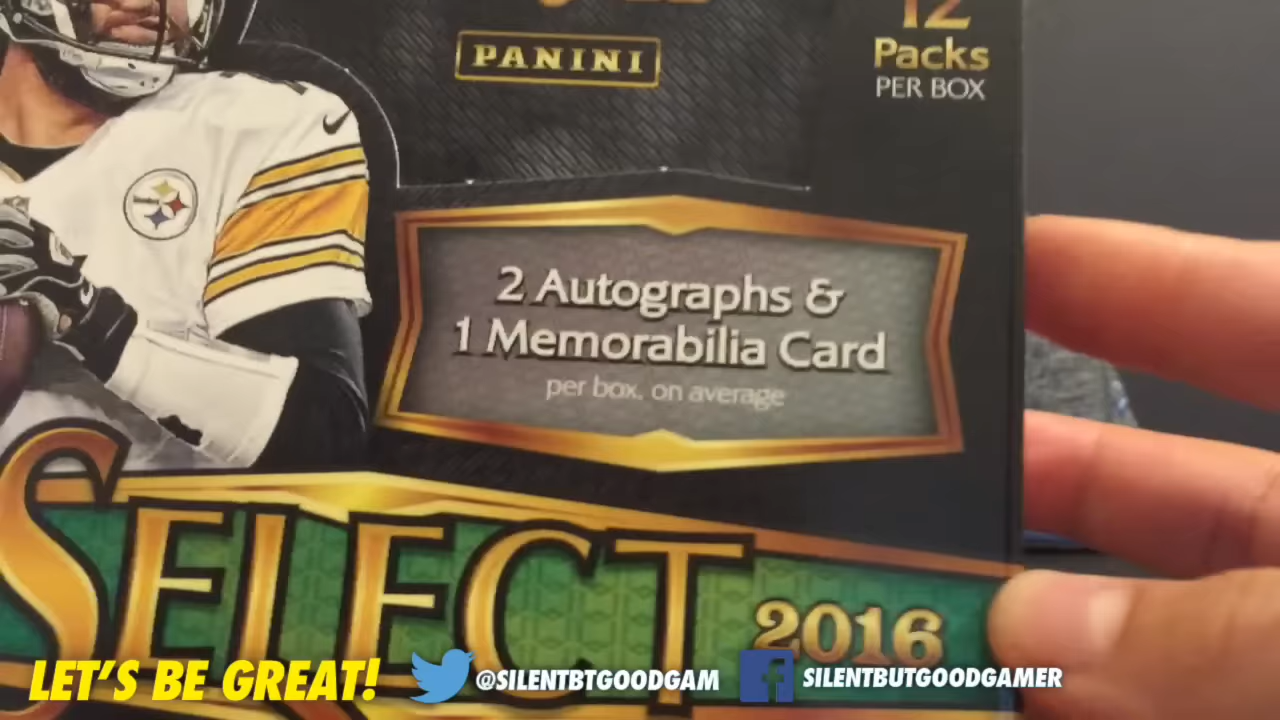 12
Packs
PER BOX
PANINI
2 Autographs &
1 Memorabilia Card
per box, on average
SELECT
2016
LET'S BE GREAT!
@SILENTBTGOODGAM
SILENTBUTGOODGAMER